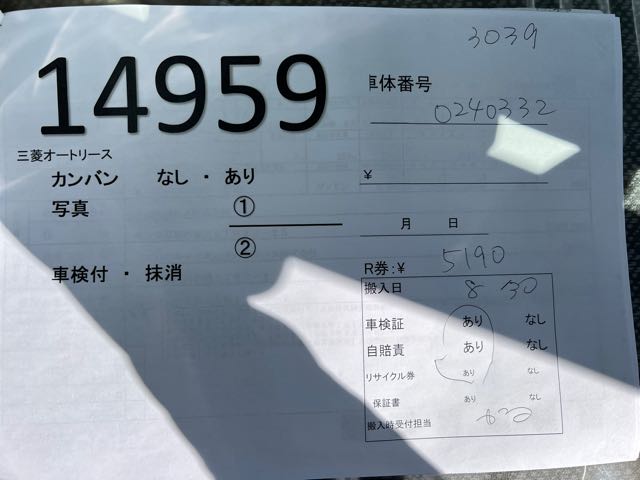 3039
14959
車体番号
0240332
三菱オートリース
カンバン なし ・ あり
¥
写真 ①
②
月 日
車検付 ・ 抹消
R券:¥ 5190
搬入日 8 30
車検証 あり なし
自賠責 あり なし
リサイクル券 あり なし
保証書 あり なし
搬入時受付担当